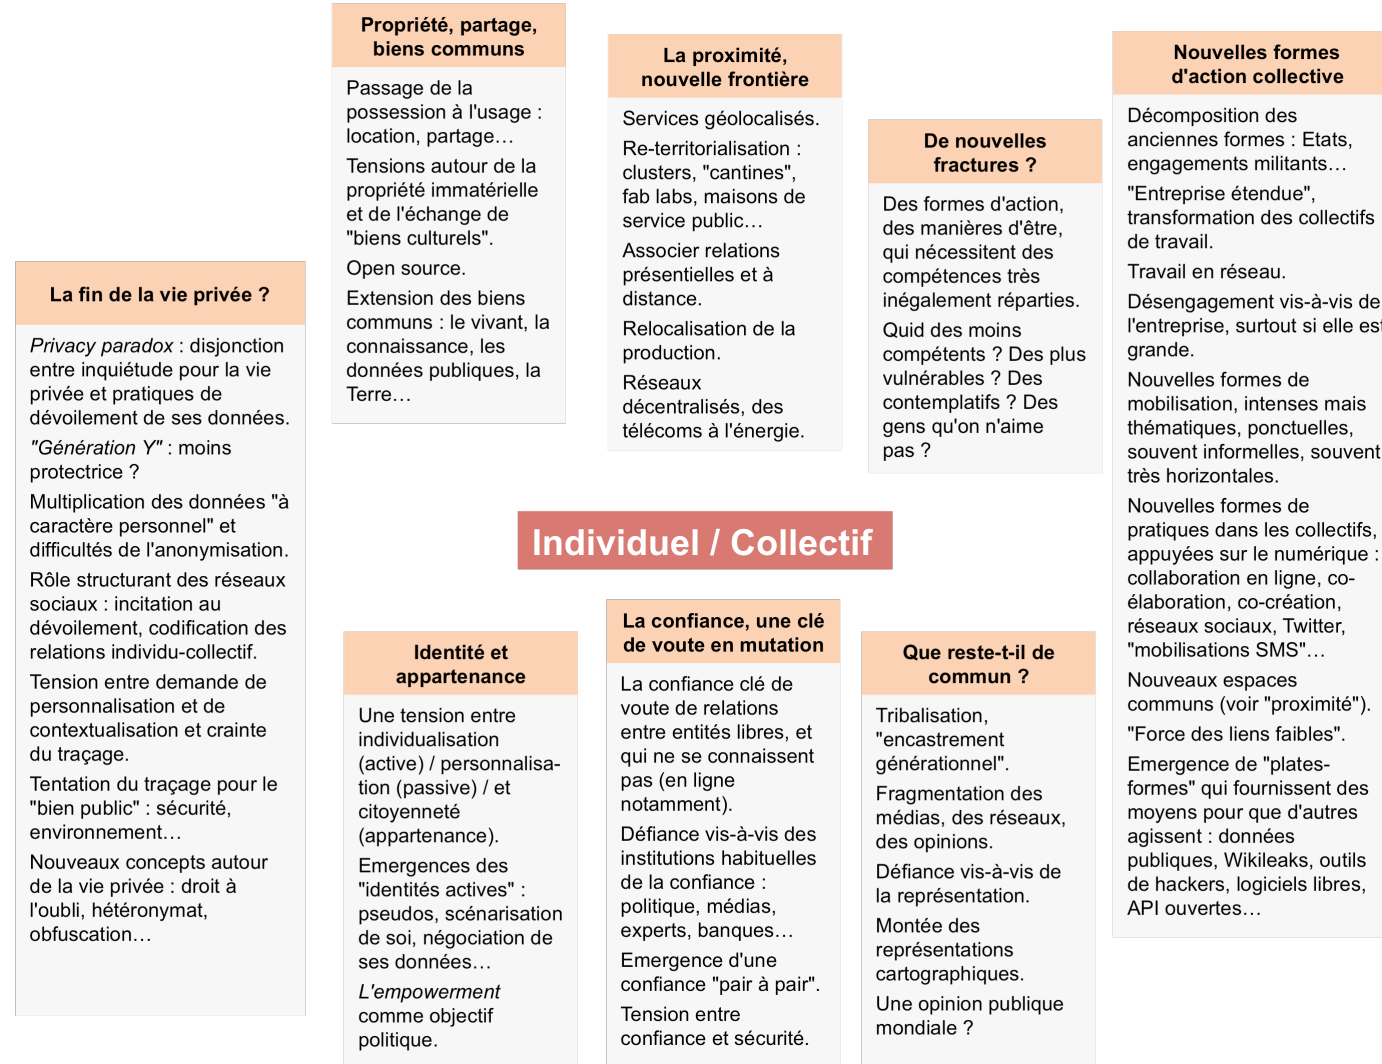 Propriété, partage,
biens communs
Passage de la
possession à l'usage :
location, partage…
Tensions autour de la
propriété immatérielle
et de l'échange de
"biens culturels".
Open source.
Extension des biens
communs : le vivant, la
connaissance, les
données publiques, la
Terre…
La proximité,
nouvelle frontière
Services géolocalisés.
Re-territorialisation :
clusters, "cantines",
fab labs, maisons de
service public…
Associer relations
présentielles et à
distance.
Relocalisation de la
production.
Réseaux
décentralisés, des
télécoms à l'énergie.
De nouvelles
fractures ?
Des formes d'action,
des manières d'être,
qui nécessitent des
compétences très
inégalement réparties.
Quid des moins
compétents ? Des plus
vulnérables ? Des
contemplatifs ? Des
gens qu'on n'aime
pas ?
Nouvelles formes
d'action collective
Décomposition des
anciennes formes : Etats,
engagements militants…
"Entreprise étendue",
transformation des collectifs
de travail.
Travail en réseau.
Désengagement vis-à-vis de
l'entreprise, surtout si elle est
grande.
Nouvelles formes de
mobilisation, intenses mais
thématiques, ponctuelles,
souvent informelles, souvent
très horizontales.
Nouvelles formes de
pratiques dans les collectifs,
appuyées sur le numérique :
collaboration en ligne, co-
élaboration, co-création,
réseaux sociaux, Twitter,
"mobilisations SMS"…
Nouveaux espaces
communs (voir "proximité").
"Force des liens faibles".
Emergence de "plates-
formes" qui fournissent des
moyens pour que d'autres
agissent : données
publiques, Wikileaks, outils
de hackers, logiciels libres,
API ouvertes…
La fin de la vie privée ?
Privacy paradox : disjonction
entre inquiétude pour la vie
privée et pratiques de
dévoilement de ses données.
"Génération Y" : moins
protectrice ?
Multiplication des données "à
caractère personnel" et
difficultés de l'anonymisation.
Rôle structurant des réseaux
sociaux : incitation au
dévoilement, codification des
relations individu-collectif.
Tension entre demande de
personnalisation et de
contextualisation et crainte
du traçage.
Tentation du traçage pour le
"bien public" : sécurité,
environnement…
Nouveaux concepts autour
de la vie privée : droit à
l'oubli, hétéronymat,
obfuscation…
Individuel / Collectif
Identité et
appartenance
Une tension entre
individualisation
(active) / personnalisa-
tion (passive) / et
citoyenneté
(appartenance).
Emergences des
"identités actives" :
pseudos, scénarisation
de soi, négociation de
ses données…
L'empowerment
comme objectif
politique.
La confiance, une clé
de voute en mutation
La confiance clé de
voute de relations
entre entités libres, et
qui ne se connaissent
pas (en ligne
notamment).
Défiance vis-à-vis des
institutions habituelles
de la confiance :
politique, médias,
experts, banques…
Emergence d'une
confiance "pair à pair".
Tension entre
confiance et sécurité.
Que reste-t-il de
commun ?
Tribalisation,
"encastrement
générationnel".
Fragmentation des
médias, des réseaux,
des opinions.
Défiance vis-à-vis de
la représentation.
Montée des
représentations
cartographiques.
Une opinion publique
mondiale ?